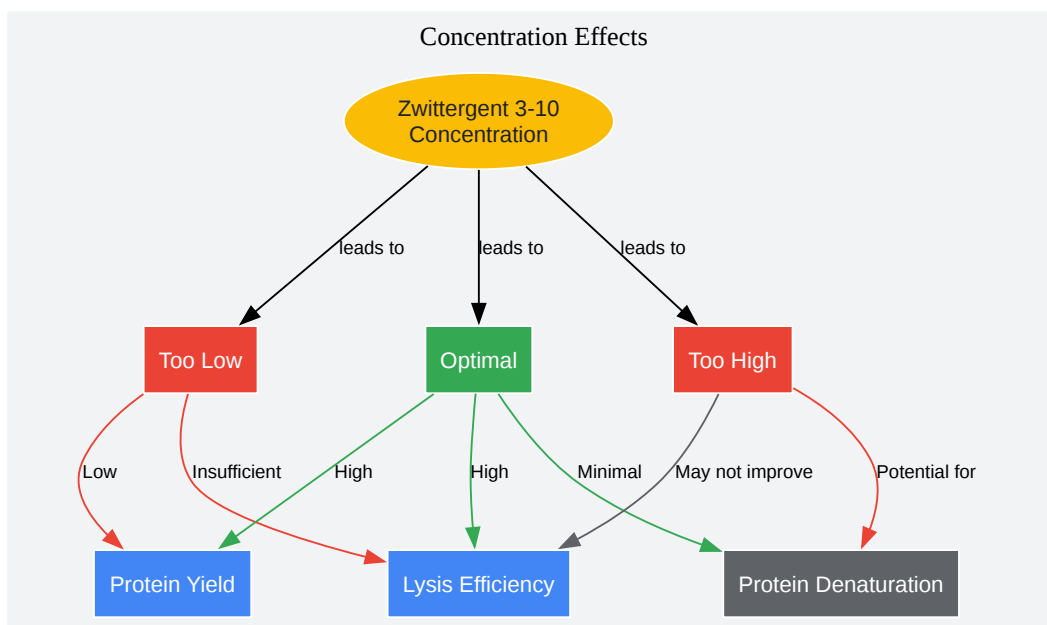 Concentration Effects
Zwittergent 3-10
Concentration
leads to
leads to
leads to
Too Low
Optimal
Too High
Low
Insufficient
High
High
Minimal
May not improve
Potential for
Protein Yield
Lysis Efficiency
Protein Denaturation